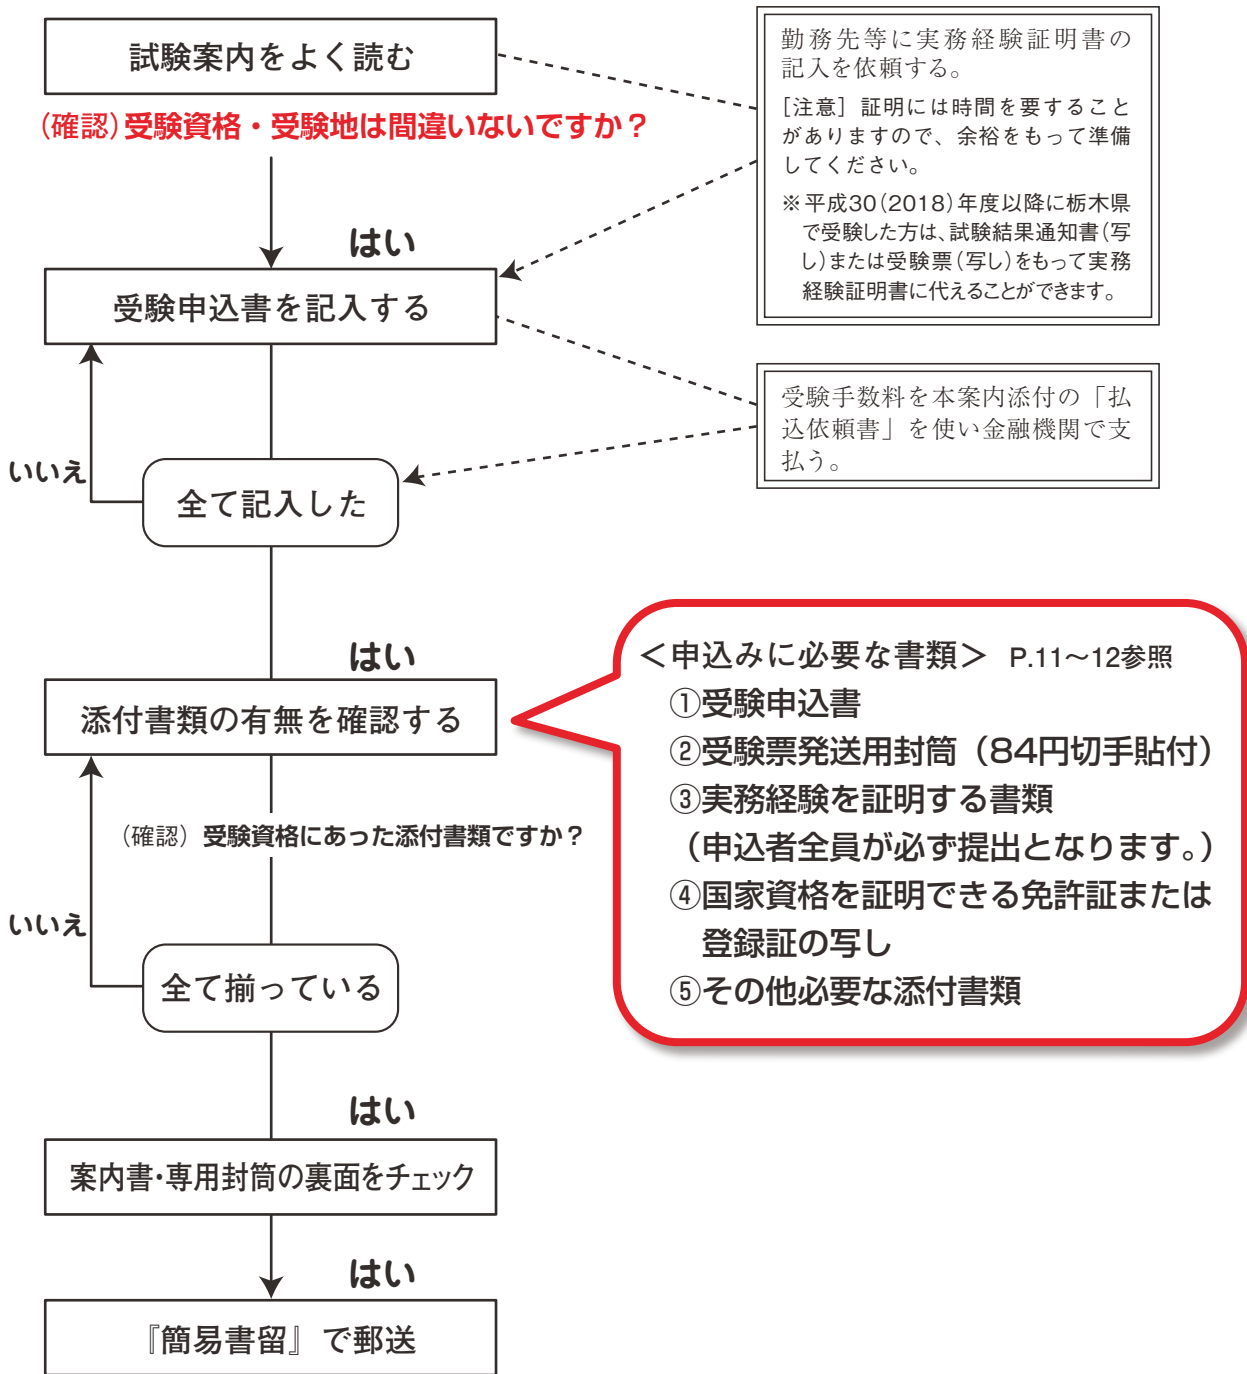 試験案内をよく読む
(確認)受験資格・受験地は間違いないですか？
勤務先等に実務経験証明書の
記入を依頼する。
［注意］証明には時間を要すること
がありますので、余裕をもって準備
してください。
※平成30(2018)年度以降に栃木県
で受験した方は、試験結果通知書(写
し)または受験票(写し)をもって実務
経験証明書に代えることができます。
はい
受験申込書を記入する
受験手数料を本案内添付の「払
込依頼書」を使い金融機関で支
払う。
いいえ
全て記入した
はい
添付書類の有無を確認する
＜申込みに必要な書類＞ P.11～12参照
①受験申込書
②受験票発送用封筒（84円切手貼付）
③実務経験を証明する書類
（申込者全員が必ず提出となります。）
④国家資格を証明できる免許証または
登録証の写し
⑤その他必要な添付書類
（確認）受験資格にあった添付書類ですか？
いいえ
全て揃っている
はい
案内書・専用封筒の裏面をチェック
はい
『簡易書留』で郵送